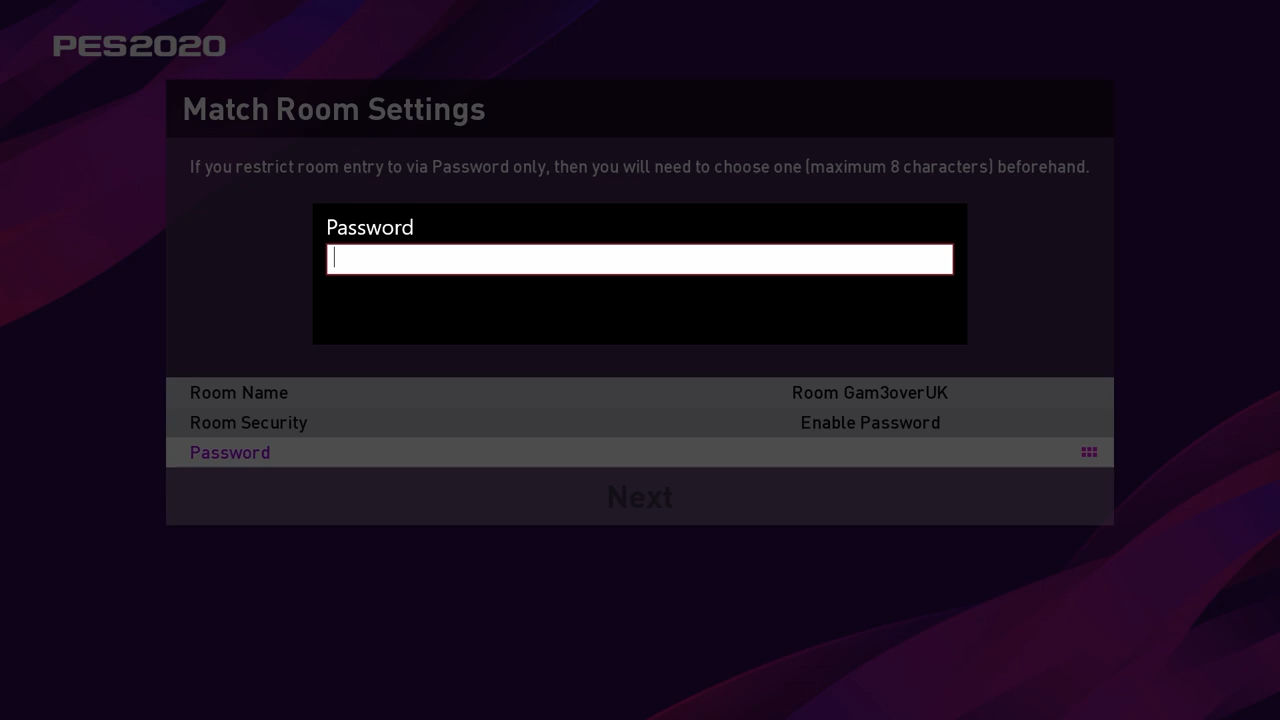 PES2020
Match Room Settings
If you restrict room entry to via Password only, then you will need to choose one (maximum 8 characters) beforehand.
Password
Room Name Room Gam3overUK
Room Security Enable Password
Password
Next